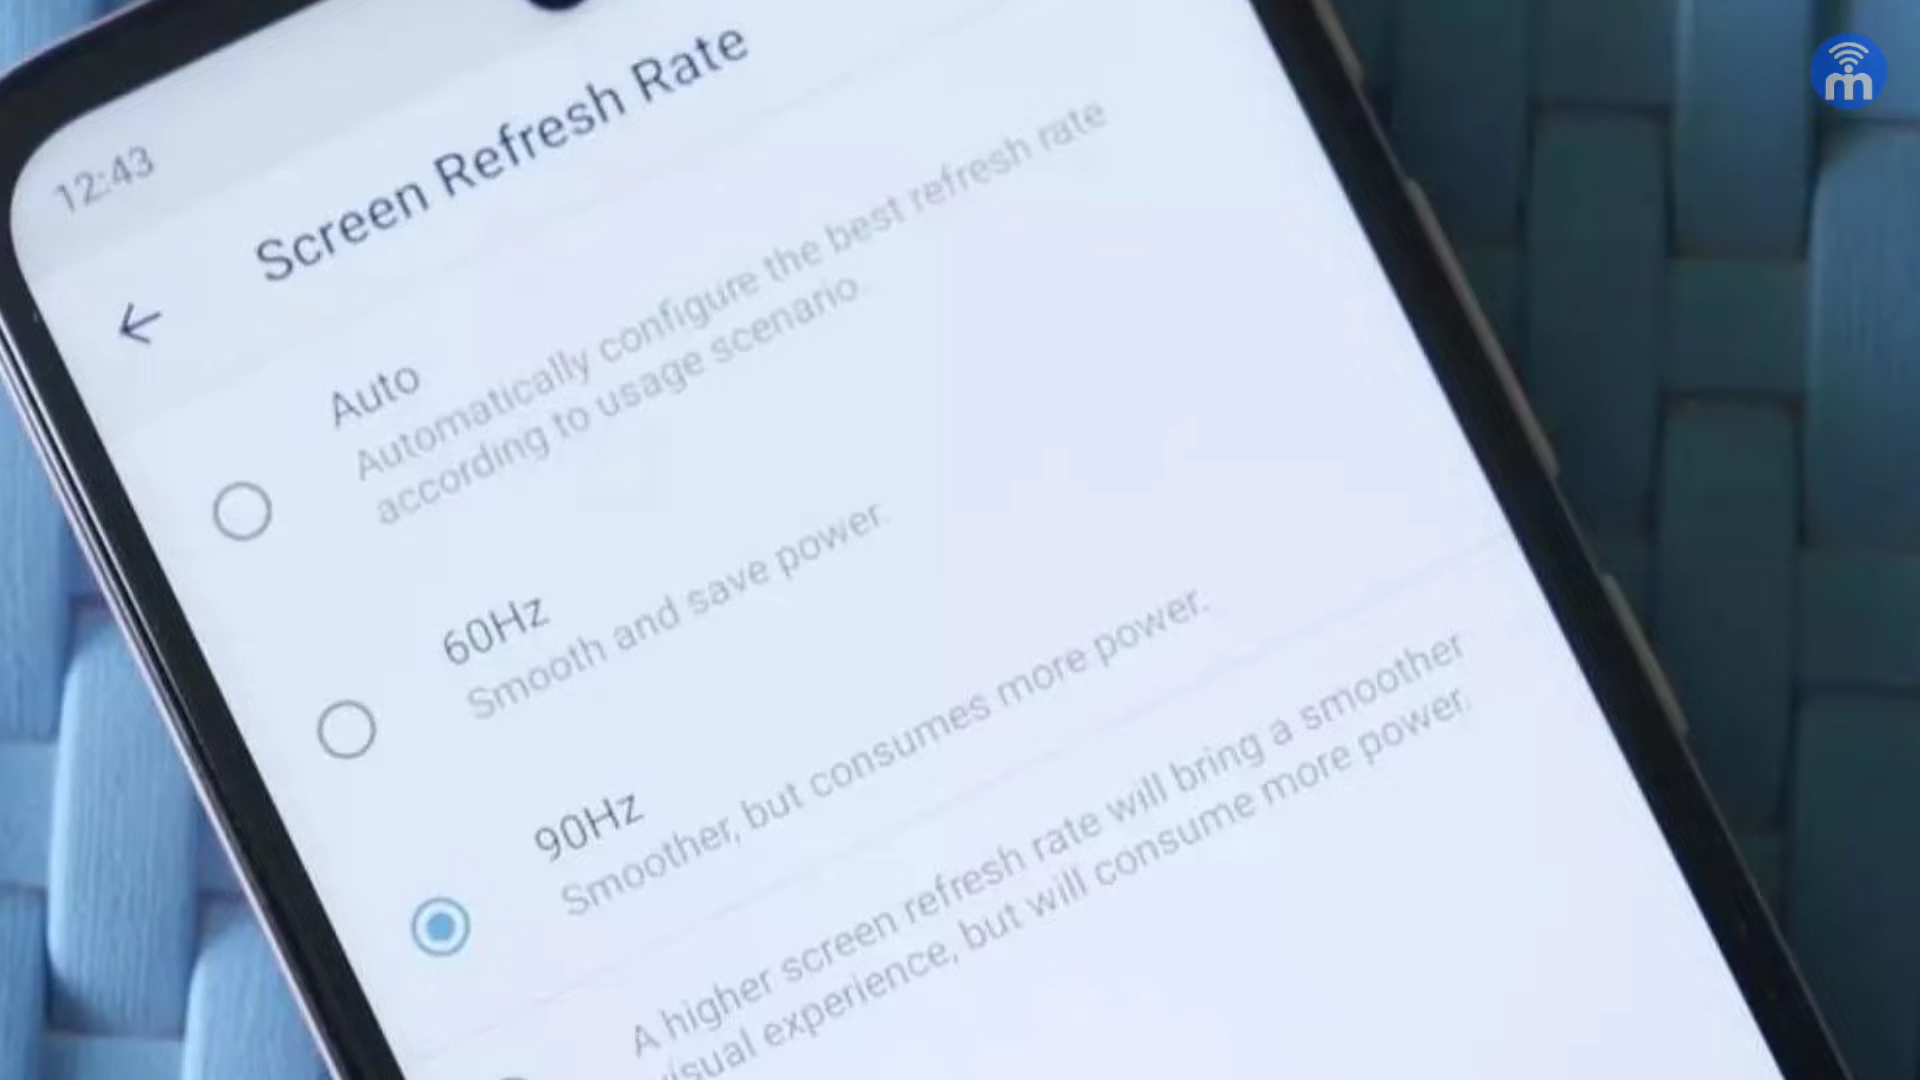 12:43
Screen Refresh Rate
Auto
Automatically configure the best refresh rate
according to usage scenario.
60Hz
Smooth and save power.
90Hz
Smoother, but consumes more power.
A higher screen refresh rate will bring a smoother
visual experience, but will consume more power.
m